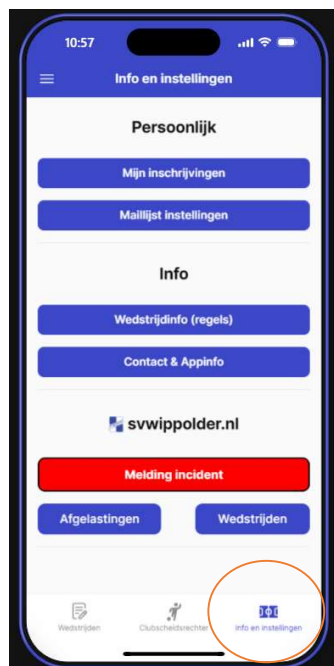 10:57
Info en instellingen
Persoonlijk
Mijn inschrijvingen
Maillijst instellingen
Info
Wedstrijdinfo (regels)
Contact & Appinfo
svwippolder.nl
Melding incident
Afgelastingen Wedstrijden
Wedstrijden Clubscheidsrechter Info en instellingen